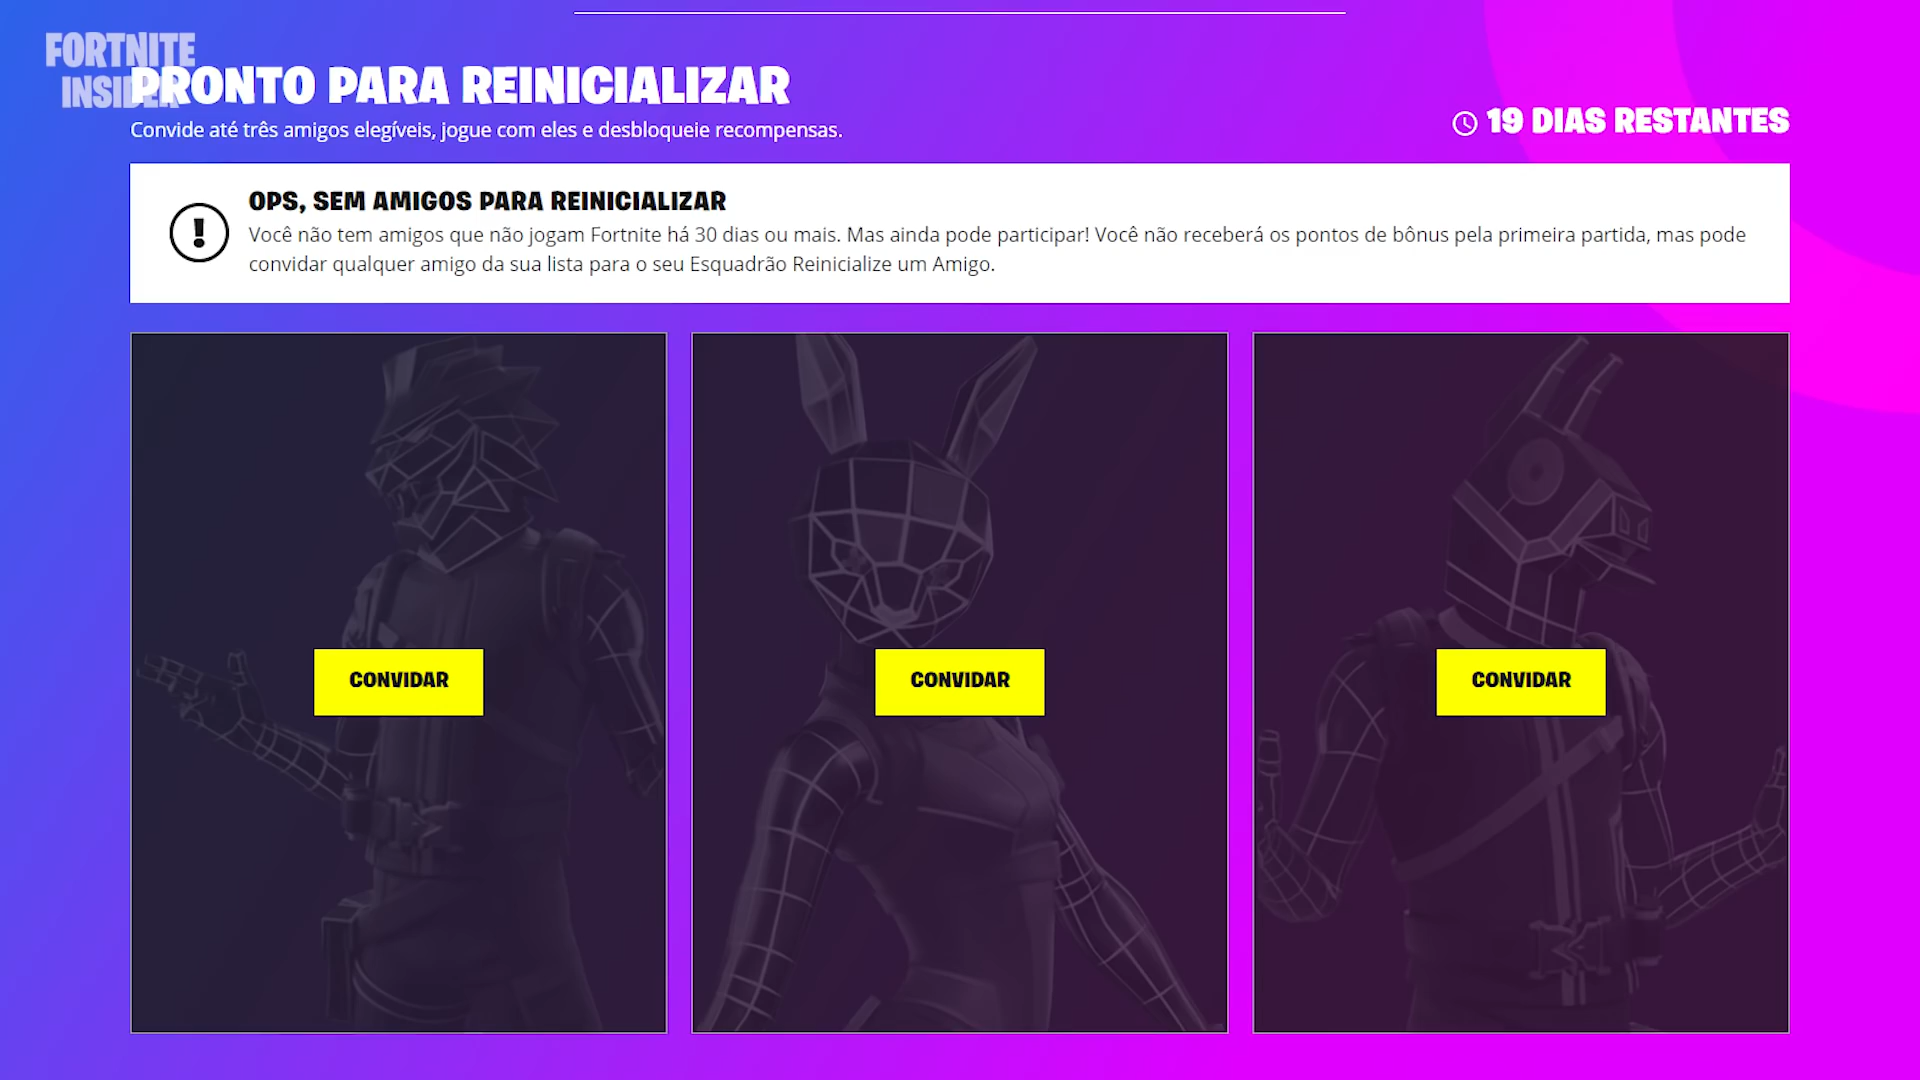 FORTNITE
INSIDER
PRONTO PARA REINICIALIZAR
Convide até três amigos elegíveis, jogue com eles e desbloqueie recompensas.
19 DIAS RESTANTES
OPS, SEM AMIGOS PARA REINICIALIZAR
Você não tem amigos que não jogam Fortnite há 30 dias ou mais. Mas ainda pode participar! Você não receberá os pontos de bônus pela primeira partida, mas pode
convidar qualquer amigo da sua lista para o seu Esquadrão Reinicialize um Amigo.
CONVIDAR
CONVIDAR
CONVIDAR